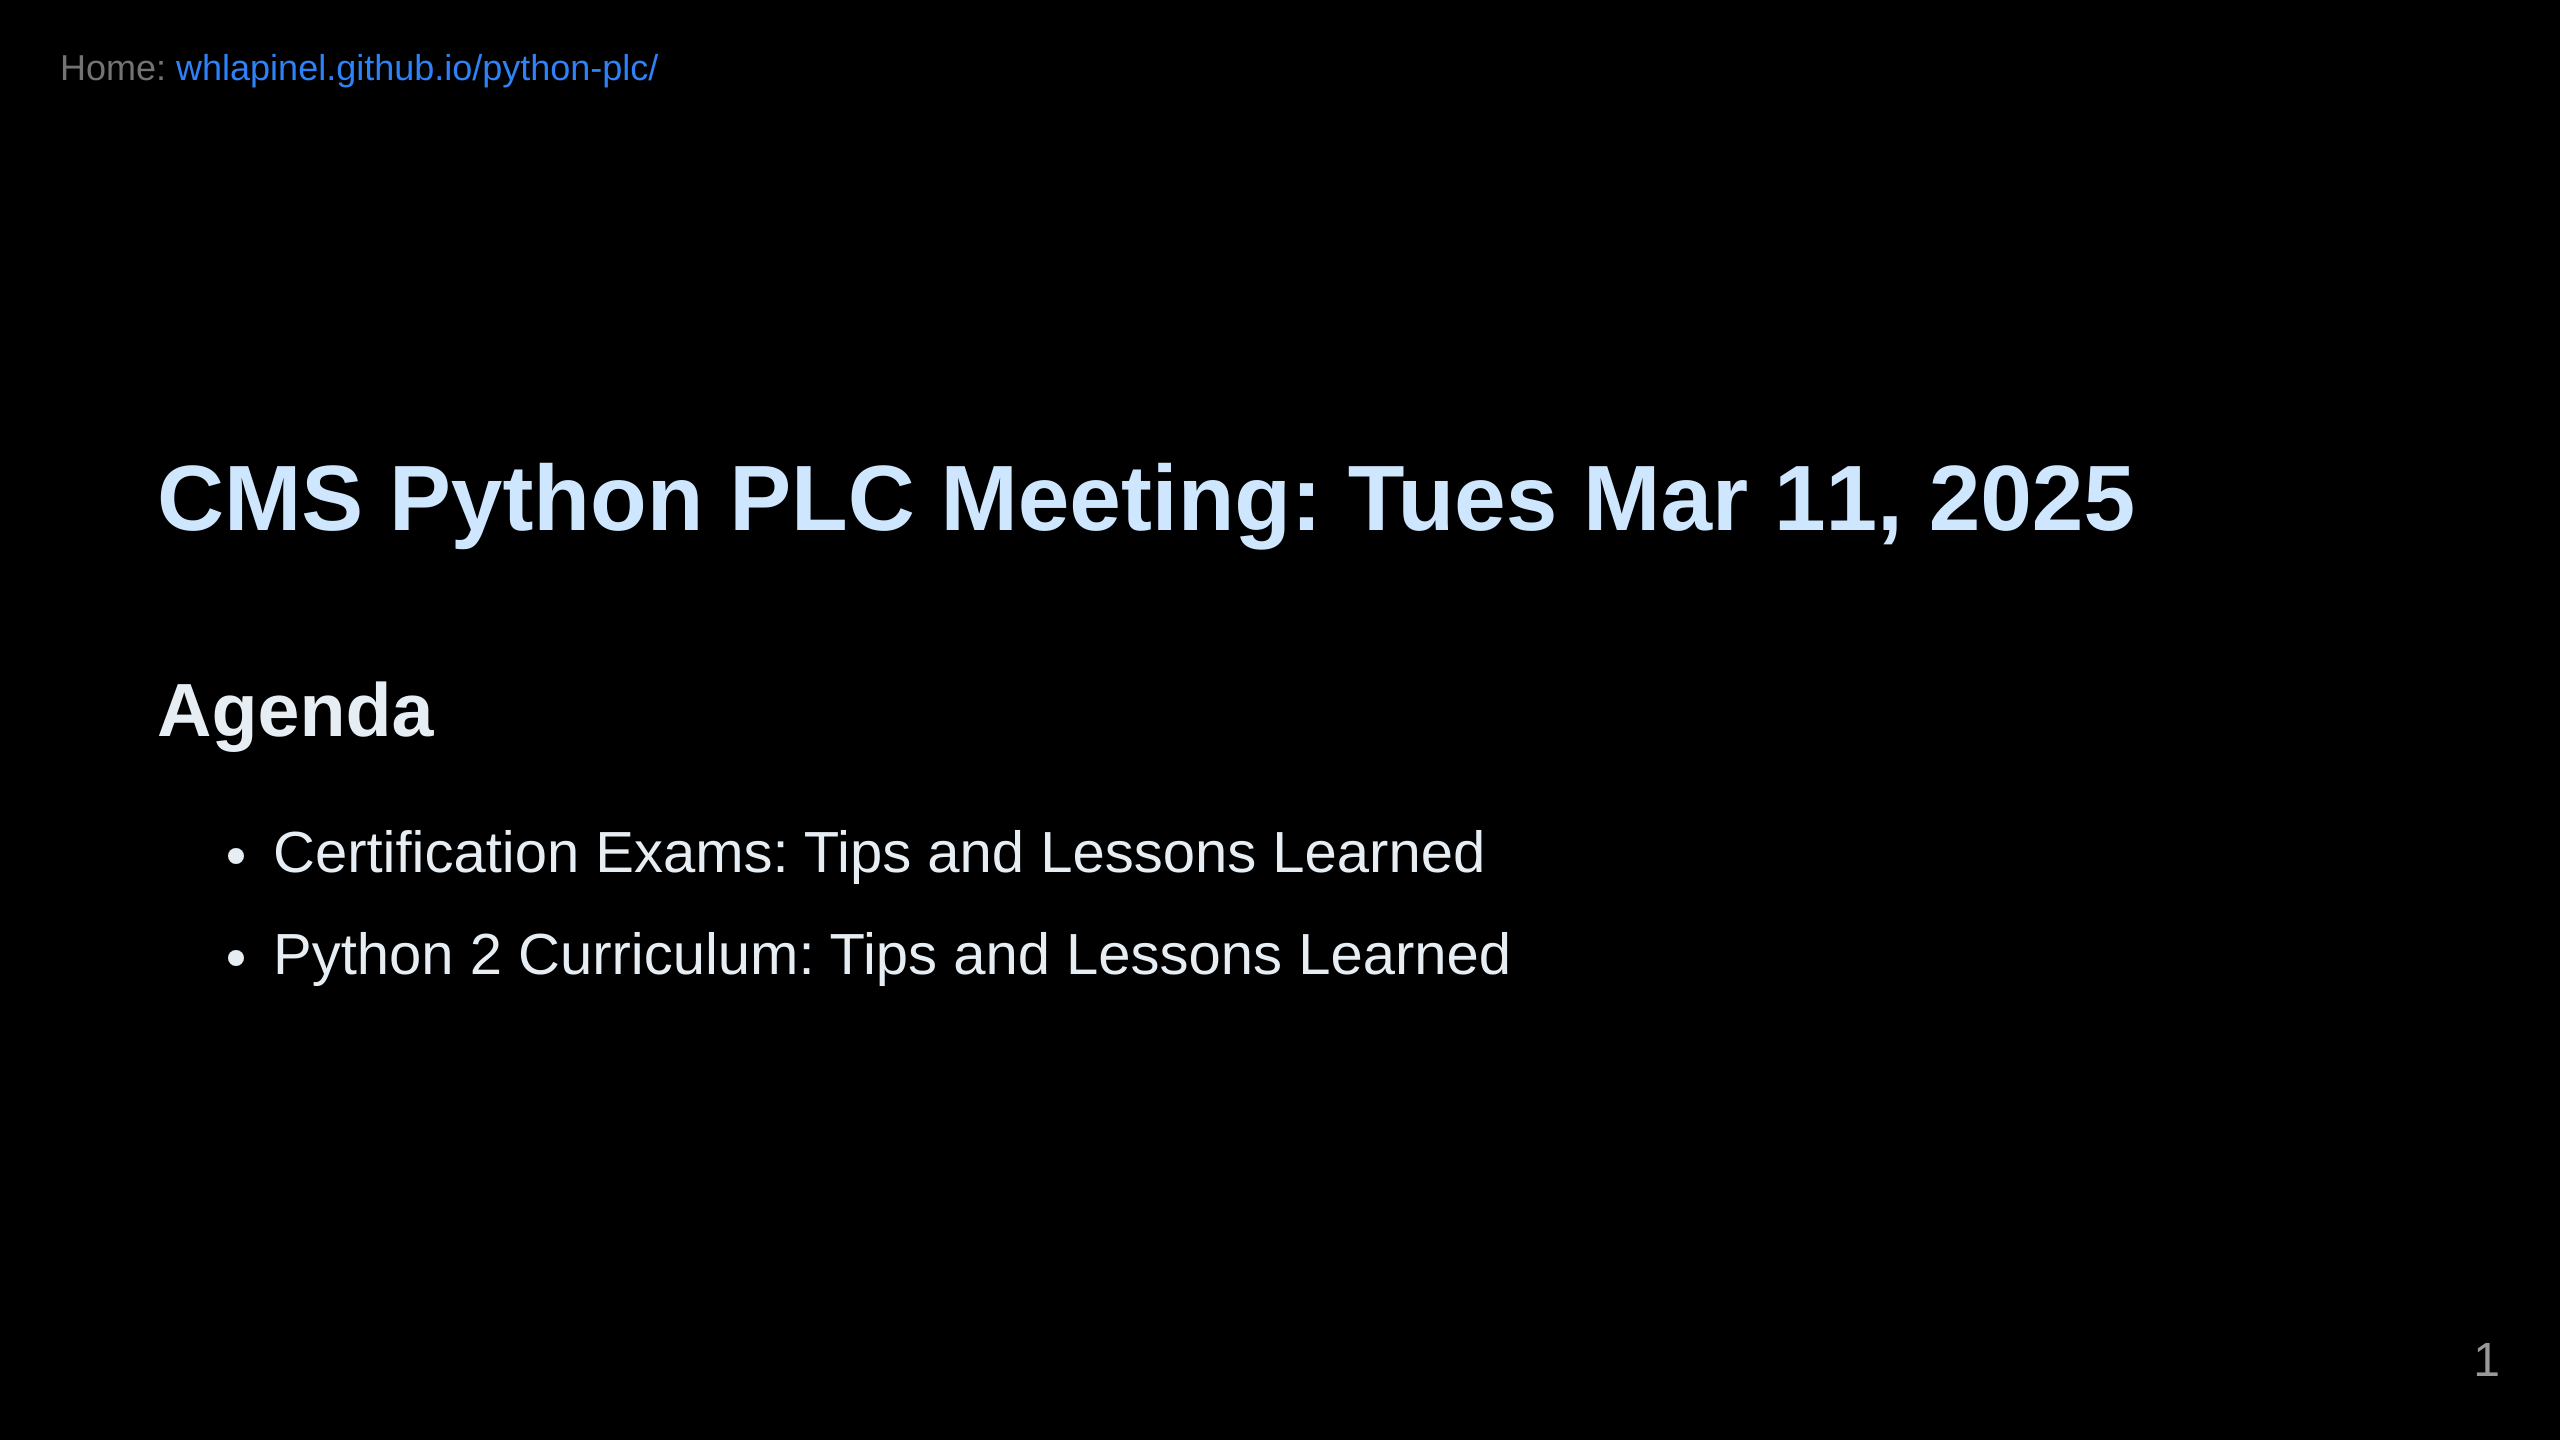 Home: whlapinel.github.io/python-plc/
CMS Python PLC Meeting: Tues Mar 11, 2025
Agenda
• Certification Exams: Tips and Lessons Learned
• Python 2 Curriculum: Tips and Lessons Learned
1